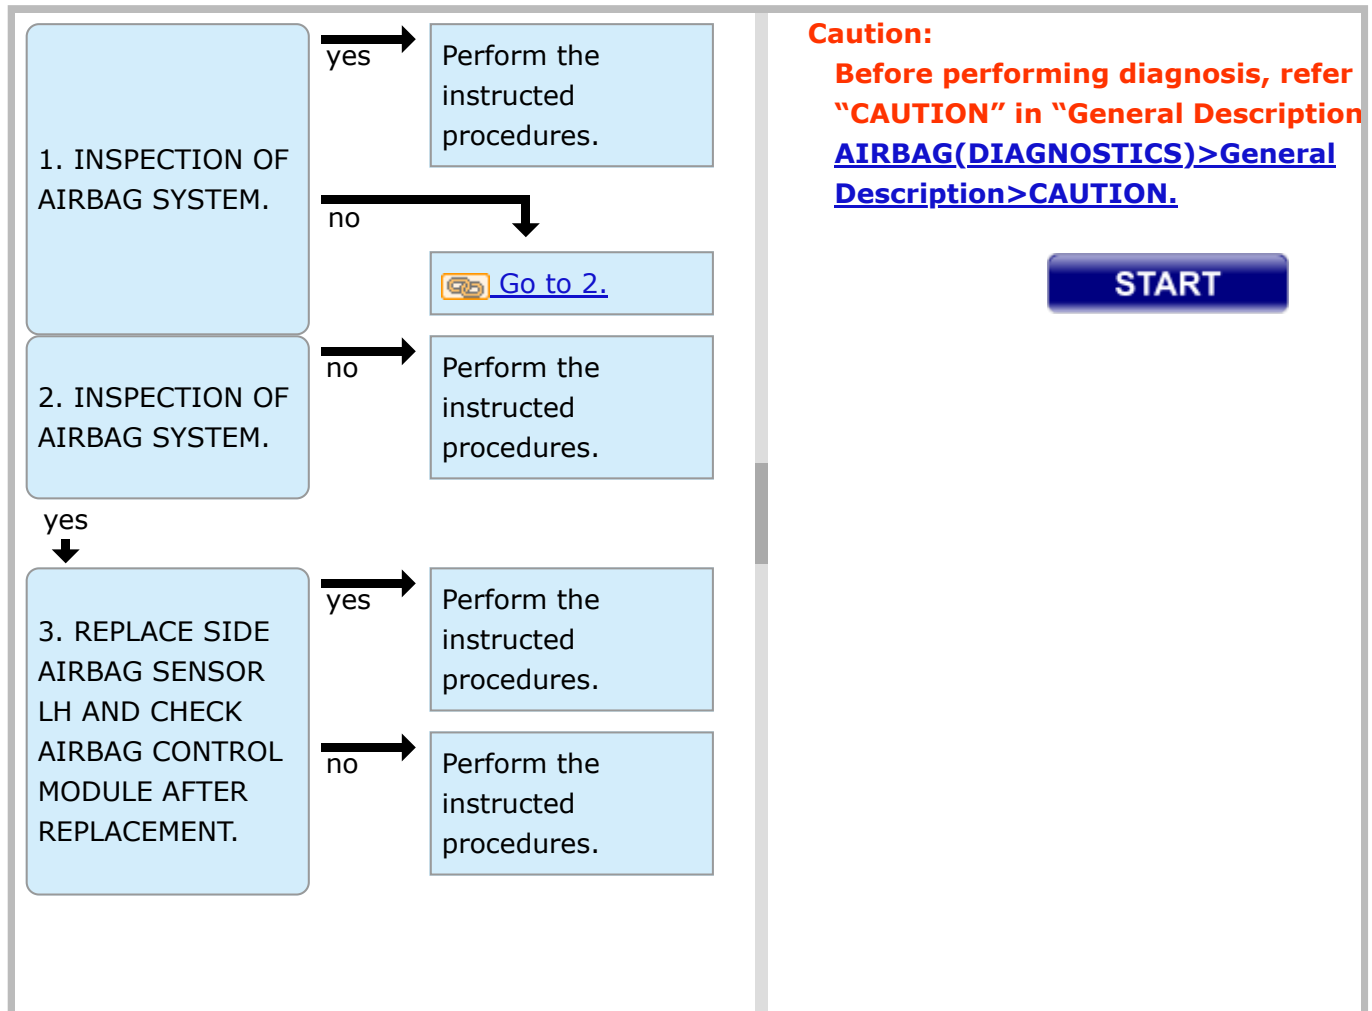 1. INSPECTION OF
AIRBAG SYSTEM.
yes
Perform the
instructed
procedures.
no
Go to 2.
2. INSPECTION OF
AIRBAG SYSTEM.
no
Perform the
instructed
procedures.
yes
3. REPLACE SIDE
AIRBAG SENSOR
LH AND CHECK
AIRBAG CONTROL
MODULE AFTER
REPLACEMENT.
yes
Perform the
instructed
procedures.
no
Perform the
instructed
procedures.
Caution:
Before performing diagnosis, refer
“CAUTION” in “General Description
AIRBAG(DIAGNOSTICS)>General
Description>CAUTION.
START